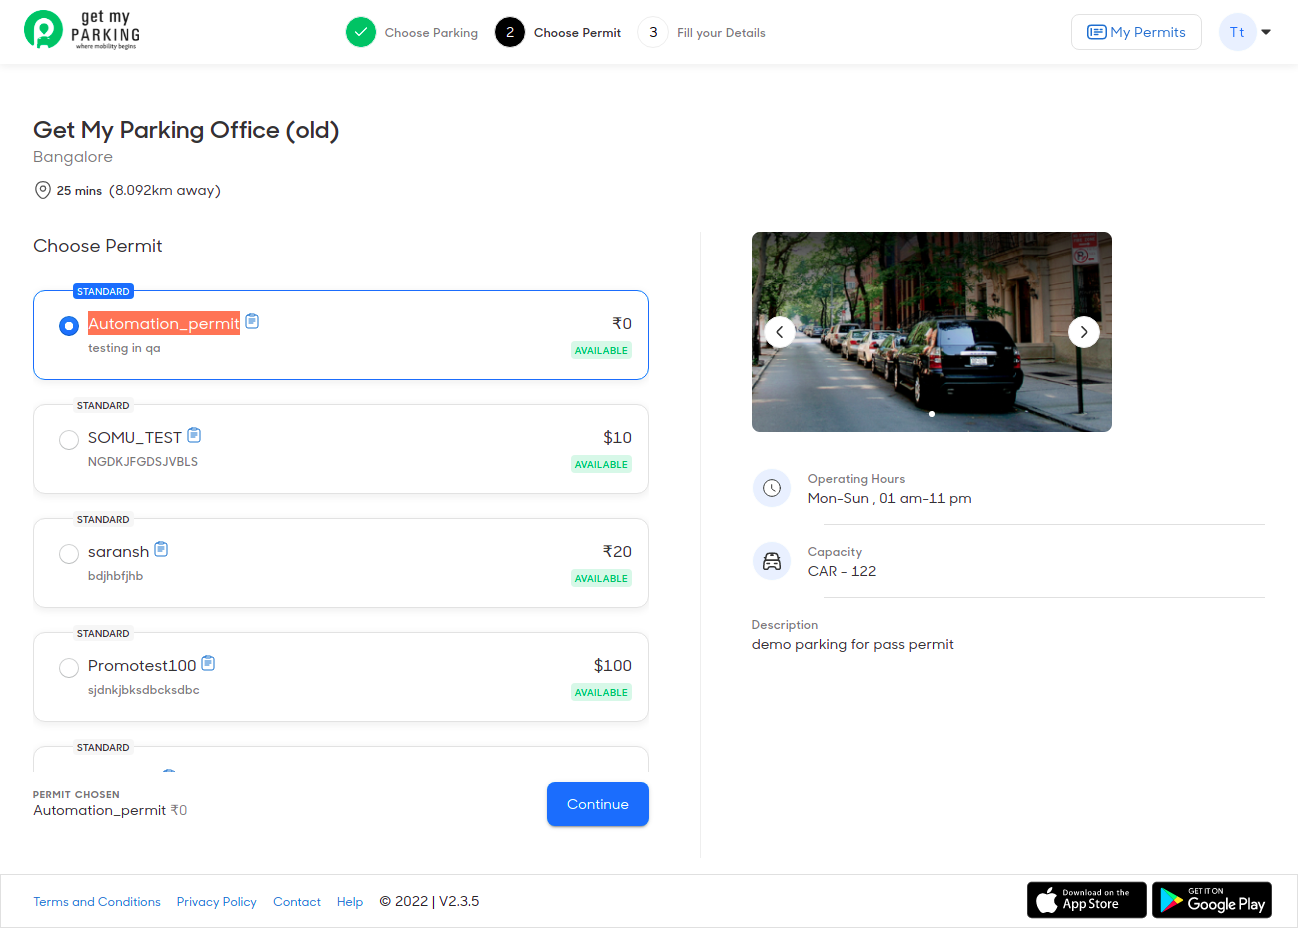 get my
PARKING
where mobility begins
Choose Parking
2
Choose Permit
3
Fill your Details
My Permits
Tt
Get My Parking Office (old)
Bangalore
25 mins (8.092km away)
Choose Permit
STANDARD
Automation_permit
₹0
testing in qa
AVAILABLE
STANDARD
SOMU_TEST
$10
NGDKJFGDSJVBLS
AVAILABLE
STANDARD
saransh
₹20
bdjhbfjhb
AVAILABLE
STANDARD
Promotest100
$100
sjdnkjbksdbcksdbc
AVAILABLE
STANDARD
PERMIT CHOSEN
Automation_permit ₹0
Continue
Operating Hours
Mon-Sun , 01 am-11 pm
Capacity
CAR - 122
Description
demo parking for pass permit
Terms and Conditions
Privacy Policy
Contact
Help
© 2022 | V2.3.5
Download on the
App Store
GET IT ON
Google Play